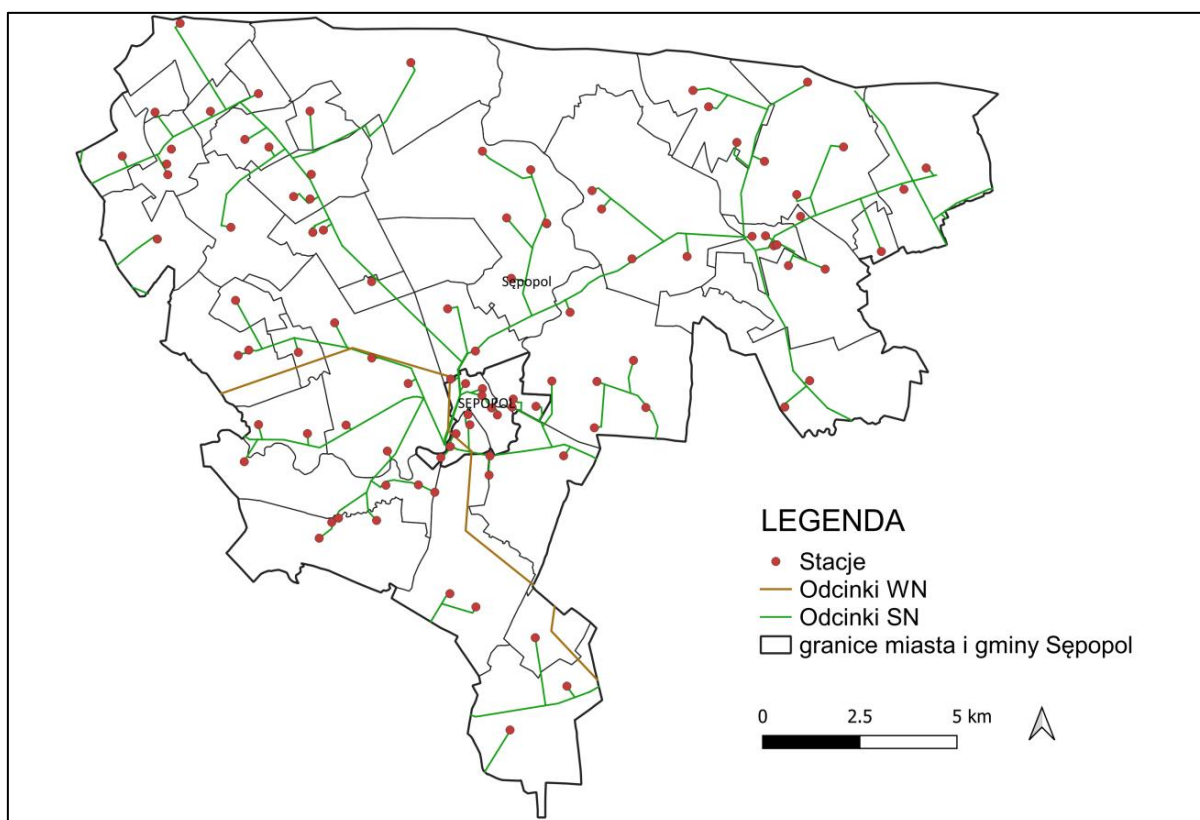 Sępopol
SĘPOPOL
LEGENDA
Stacje
Odcinki WN
Odcinki SN
granice miasta i gminy Sępopol
0 2.5 5 km